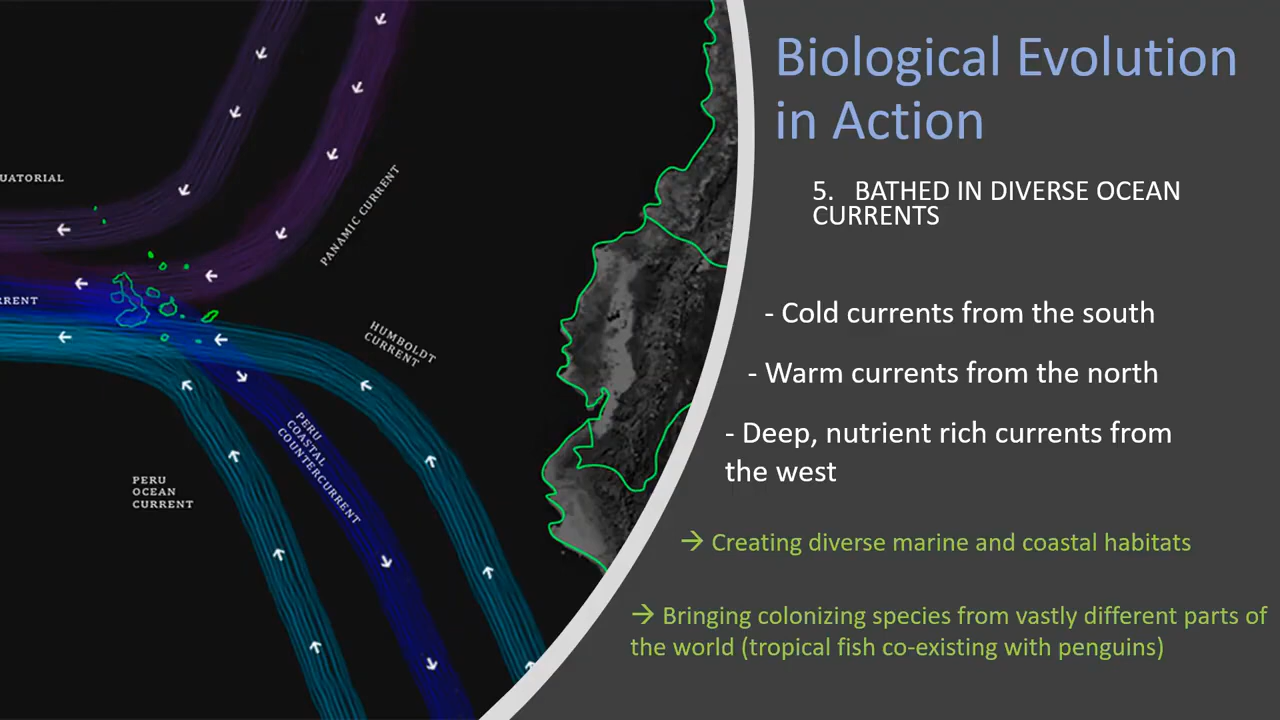 Biological Evolution
in Action
5. BATHED IN DIVERSE OCEAN
CURRENTS
- Cold currents from the south
- Warm currents from the north
- Deep, nutrient rich currents from
the west
→ Creating diverse marine and coastal habitats
→ Bringing colonizing species from vastly different parts of
the world (tropical fish co-existing with penguins)
UATORIAL
PANAMIC CURRENT
RRENT
HUMBOLDT
CURRENT
PERU
COASTAL
COUNTERCURRENT
PERU
OCEAN
CURRENT